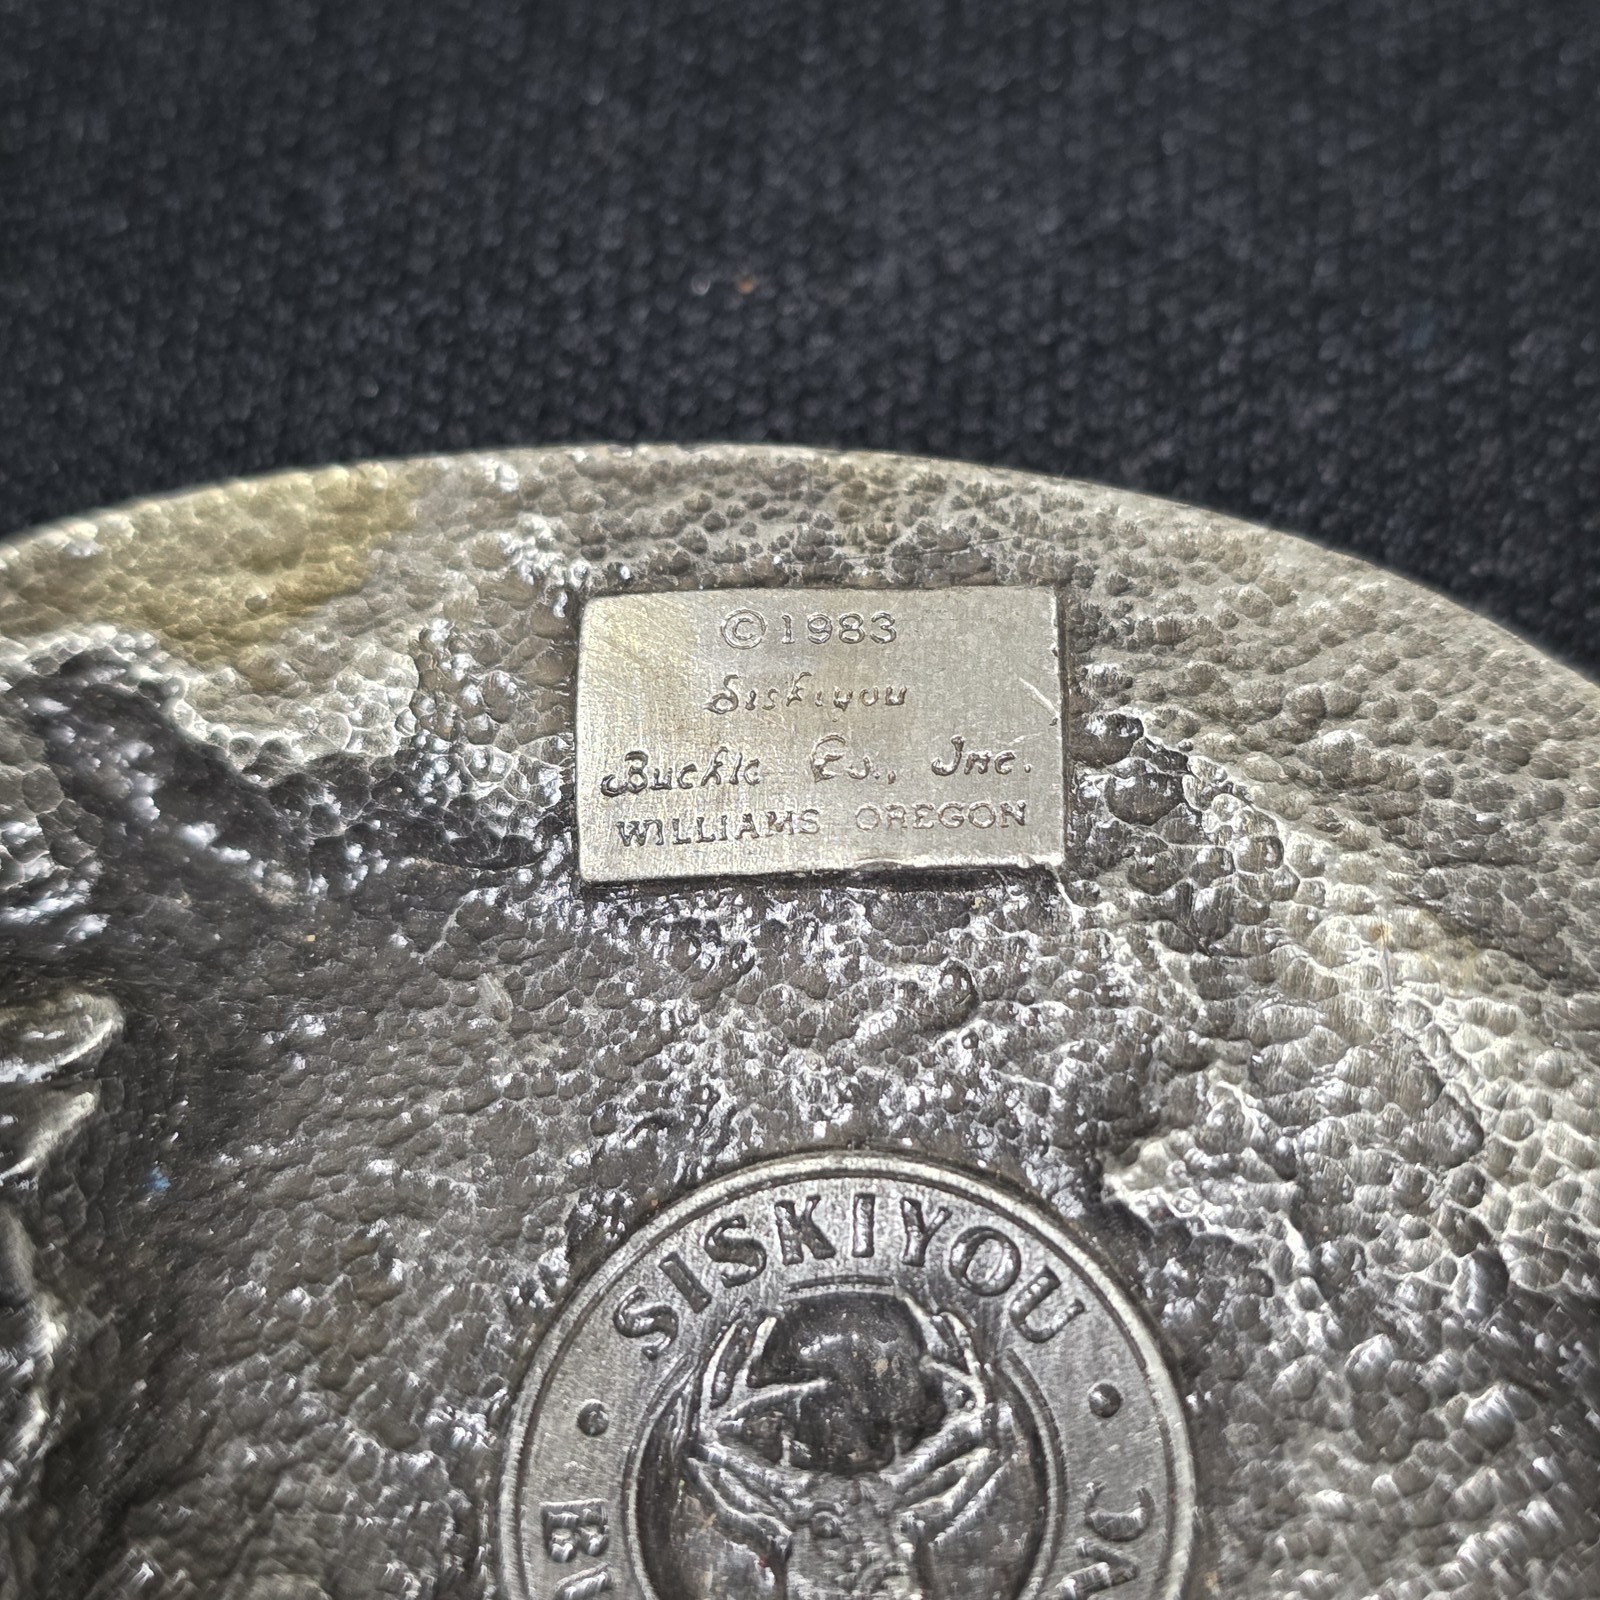 ©1983
Siskiyou
Buckle Co., Inc.
WILLIAMS OREGON
SISKIYOU